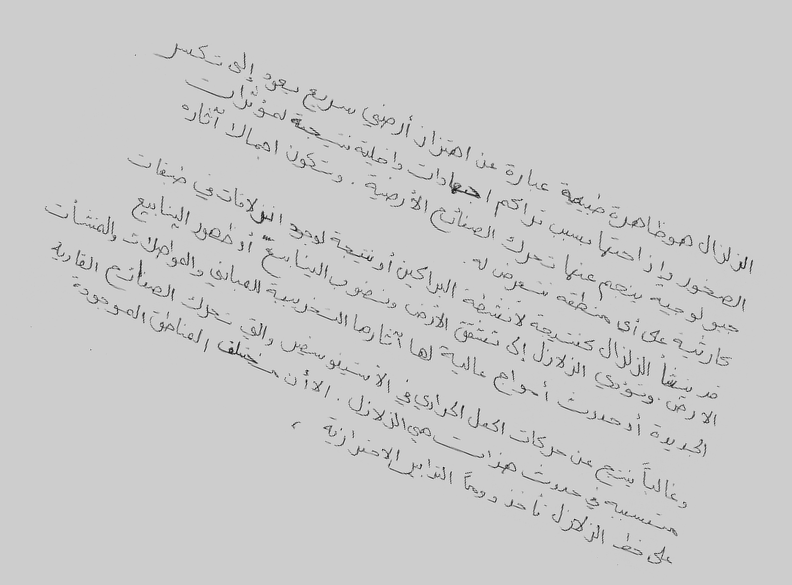 الزلزال هو ظاهرة طبيعية عبارة عن اهتزاز أرضي سريع يعود إلى تكسر
الصخور وإزاحتها بسبب تراكم اجهادات داخلية نتيجة لمؤثرات
جيولوجية ينجم عنها تحرك الصفائح الأرضية. وتكون اجمالا آثاره
كارثية على أي منطقة تتعرض له.
قد ينشأ الزلزال كنتيجة لأنشطة البراكين أو نتيجة لوجود انزلاقات في طبقات
الارض. وتؤدي الزلازل إلى تشقق الأرض ونضوب الينابيع أو ظهور الينابيع
الجديدة أو حدوث أمواج عالية لها آثارها التخريبية المباني والمواصلات والمنشآت
وغالباً ينتج عن حركات الحمل الحراري في الأستينوسفير والتي تحرك الصفائح القارية
متسببة في حدوث هزات هي الزلازل. الا أن مختلف المناطق الموجودة
على خط الزلازل تأخذ دوماً التدابير الاحترازية،